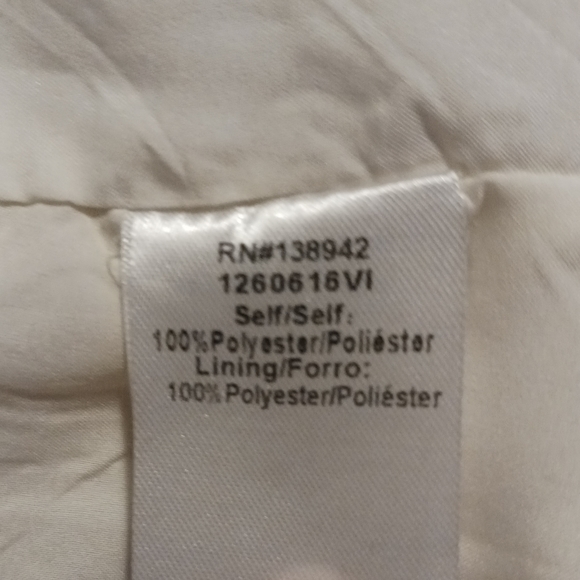 RN#138942
1260616VI
Self/Self:
100%Polyester/Poliéster
Lining/Forro:
100%Polyester/Poliéster